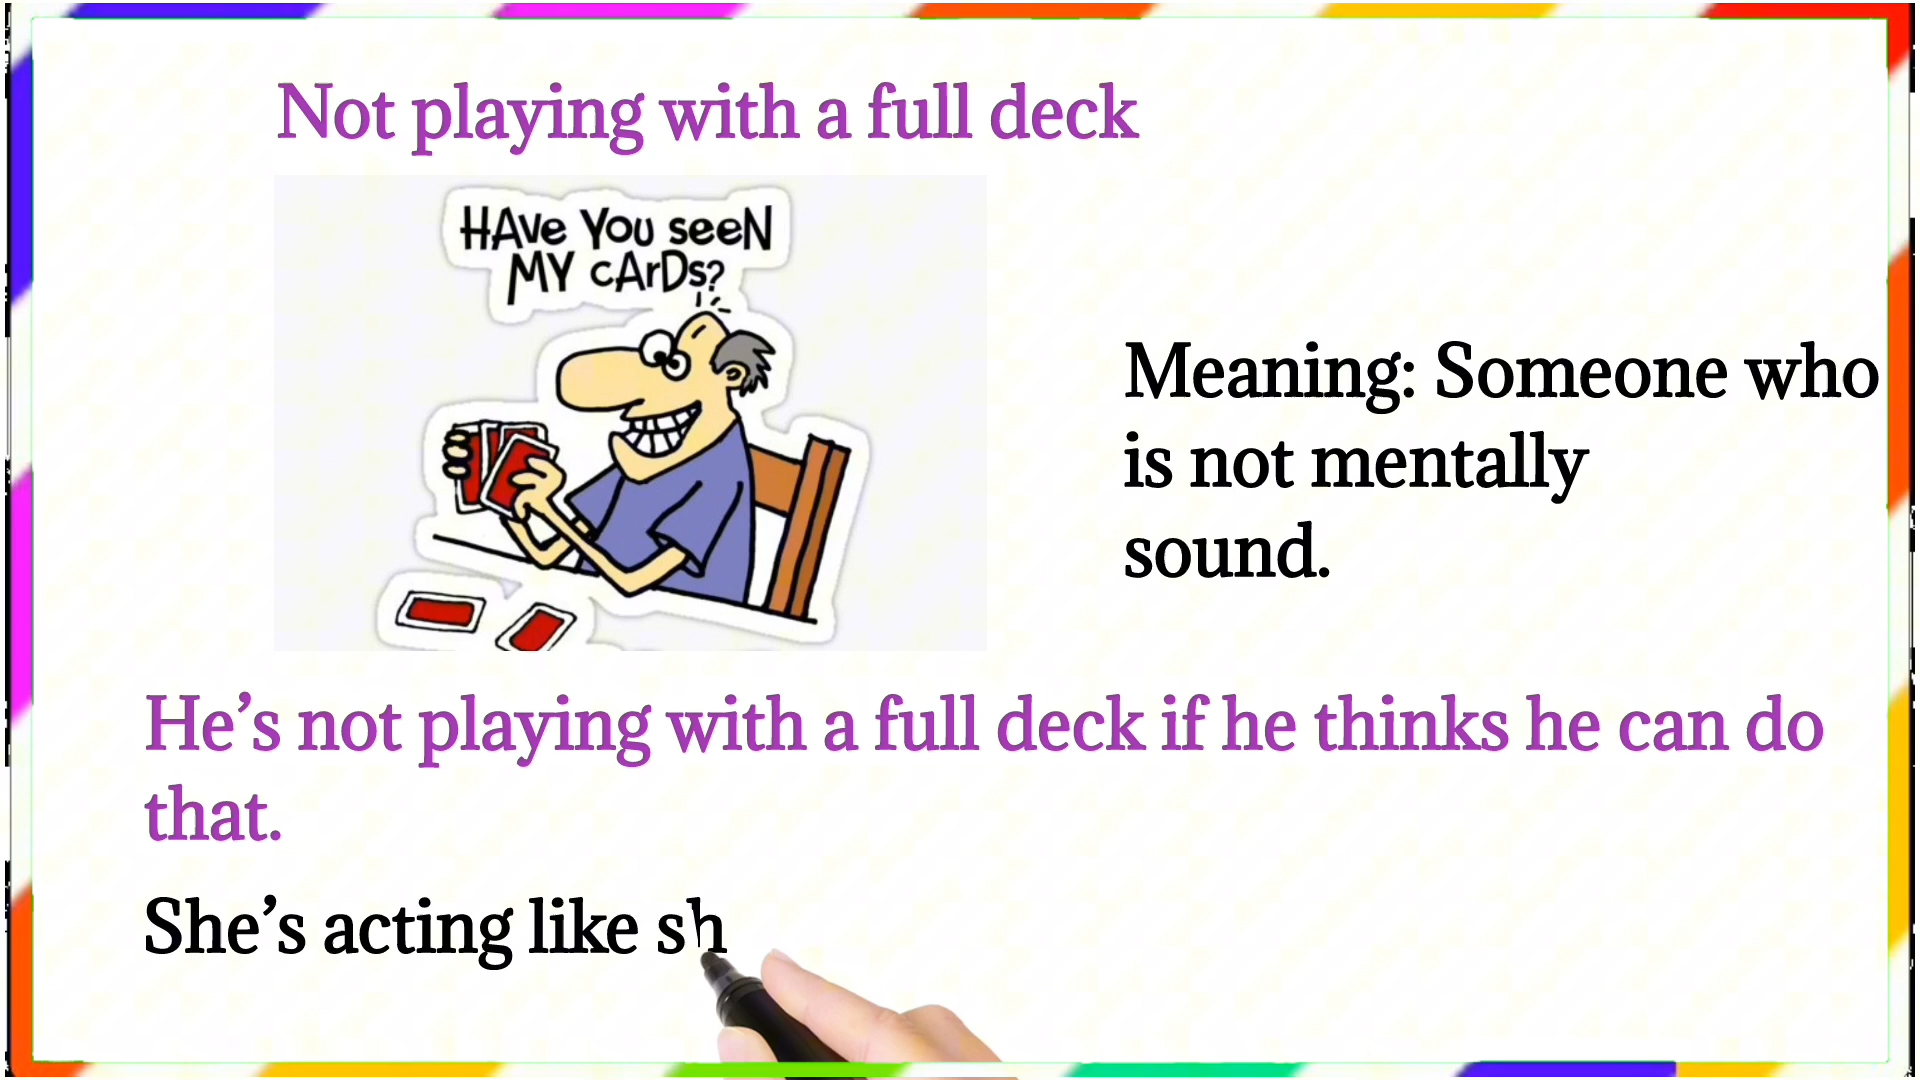 Not playing with a full deck
HAve You seeN
MY cArDs?
Meaning: Someone who
is not mentally
sound.
He’s not playing with a full deck if he thinks he can do
that.
She’s acting like sh